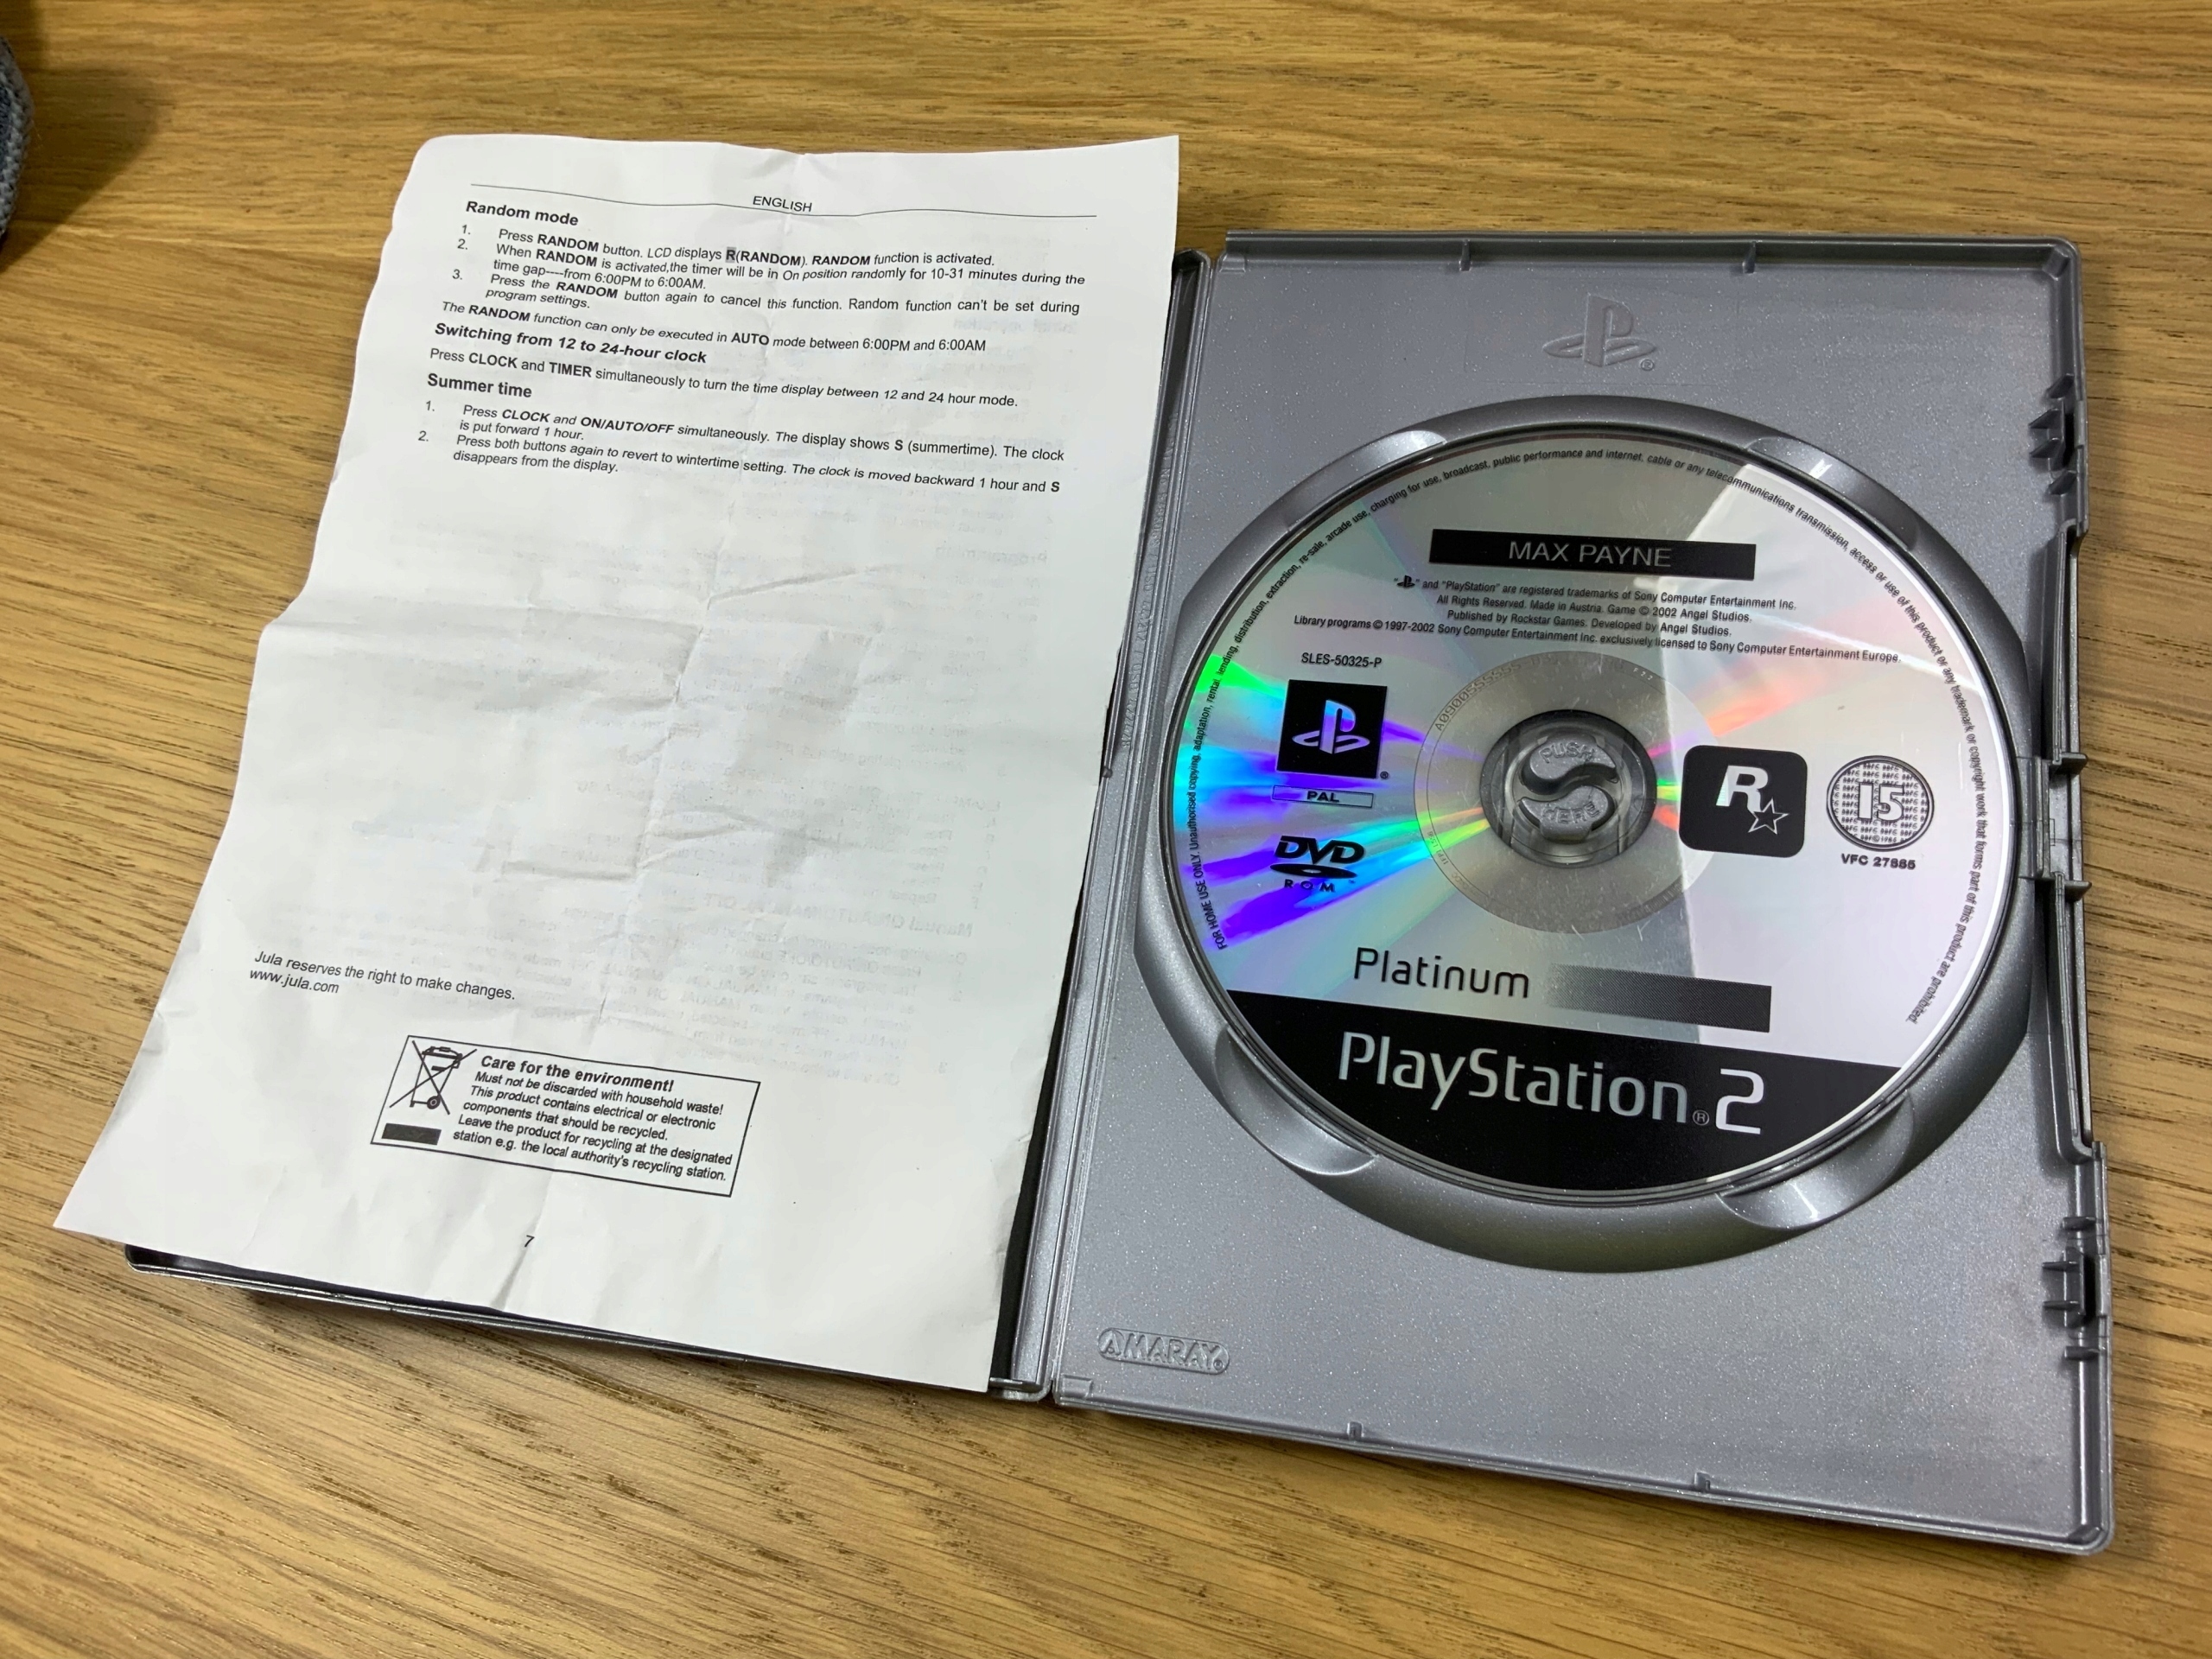 ENGLISH
Random mode
1. Press RANDOM button. LCD displays R(RANDOM). RANDOM function is activated.
2. When RANDOM is activated,the timer will be in On position randomly for 10-31 minutes during the
time gap----from 6:00PM to 6:00AM.
3. Press the RANDOM button again to cancel this function. Random function can't be set during
program settings.
The RANDOM function can only be executed in AUTO mode between 6:00PM and 6:00AM
Switching from 12 to 24-hour clock
Press CLOCK and TIMER simultaneously to turn the time display between 12 and 24 hour mode.
Summer time
1. Press CLOCK and ON/AUTO/OFF simultaneously. The display shows S (summertime). The clock
is put forward 1 hour.
2. Press both buttons again to revert to wintertime setting. The clock is moved backward 1 hour and S
disappears from the display.
Jula reserves the right to make changes.
www.jula.com
Care for the environment!
Must not be discarded with household waste!
This product contains electrical or electronic
components that should be recycled.
Leave the product for recycling at the designated
station e.g. the local authority's recycling station.
7
FOR HOME USE ONLY. Unauthorised copying, adaptation, rental, lending, distribution, extraction, re-sale, arcade use, charging for use, broadcast, public performance and internet, cable or any telecommunications transmission, access or use of this product or any trademark or copyright work that forms part of this product are prohibited.
MAX PAYNE
"PS" and "PlayStation" are registered trademarks of Sony Computer Entertainment Inc.
All Rights Reserved. Made in Austria. Game © 2002 Angel Studios.
Published by Rockstar Games. Developed by Angel Studios.
Library programs © 1997-2002 Sony Computer Entertainment Inc. exclusively licensed to Sony Computer Entertainment Europe.
SLES-50325-P
PAL
DVD
ROM
PUSH
HERE
R
15
VFC 27885
Platinum
PlayStation®2
AMARAY